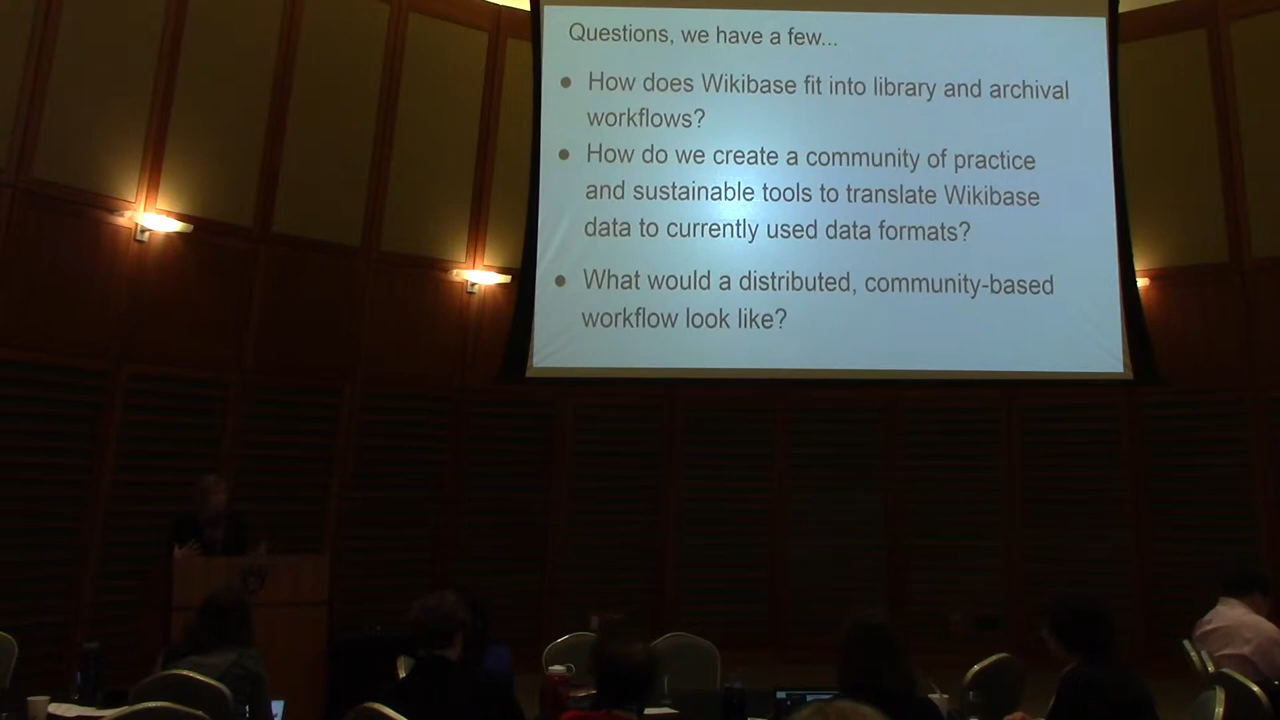 Questions, we have a few...
● How does Wikibase fit into library and archival
workflows?
● How do we create a community of practice
and sustainable tools to translate Wikibase
data to currently used data formats?
● What would a distributed, community-based
workflow look like?